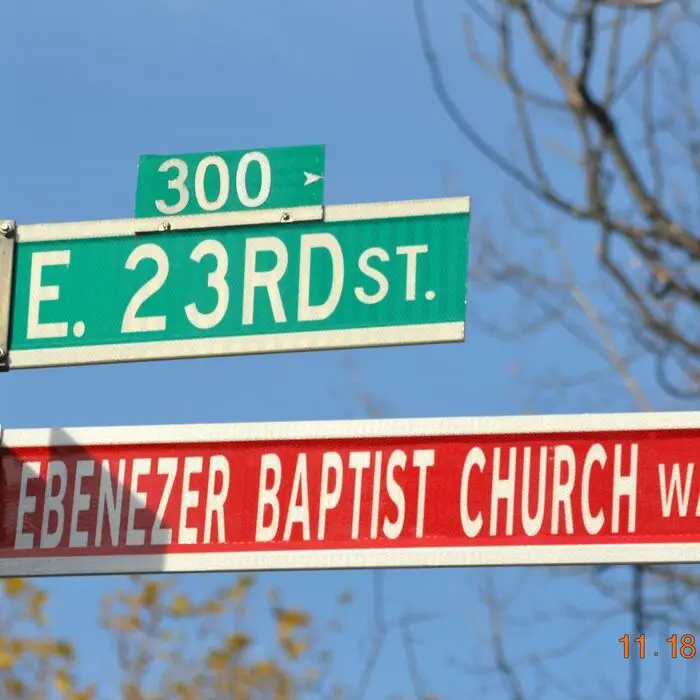 300
E. 23RD ST.
EBENEZER BAPTIST CHURCH
11.18